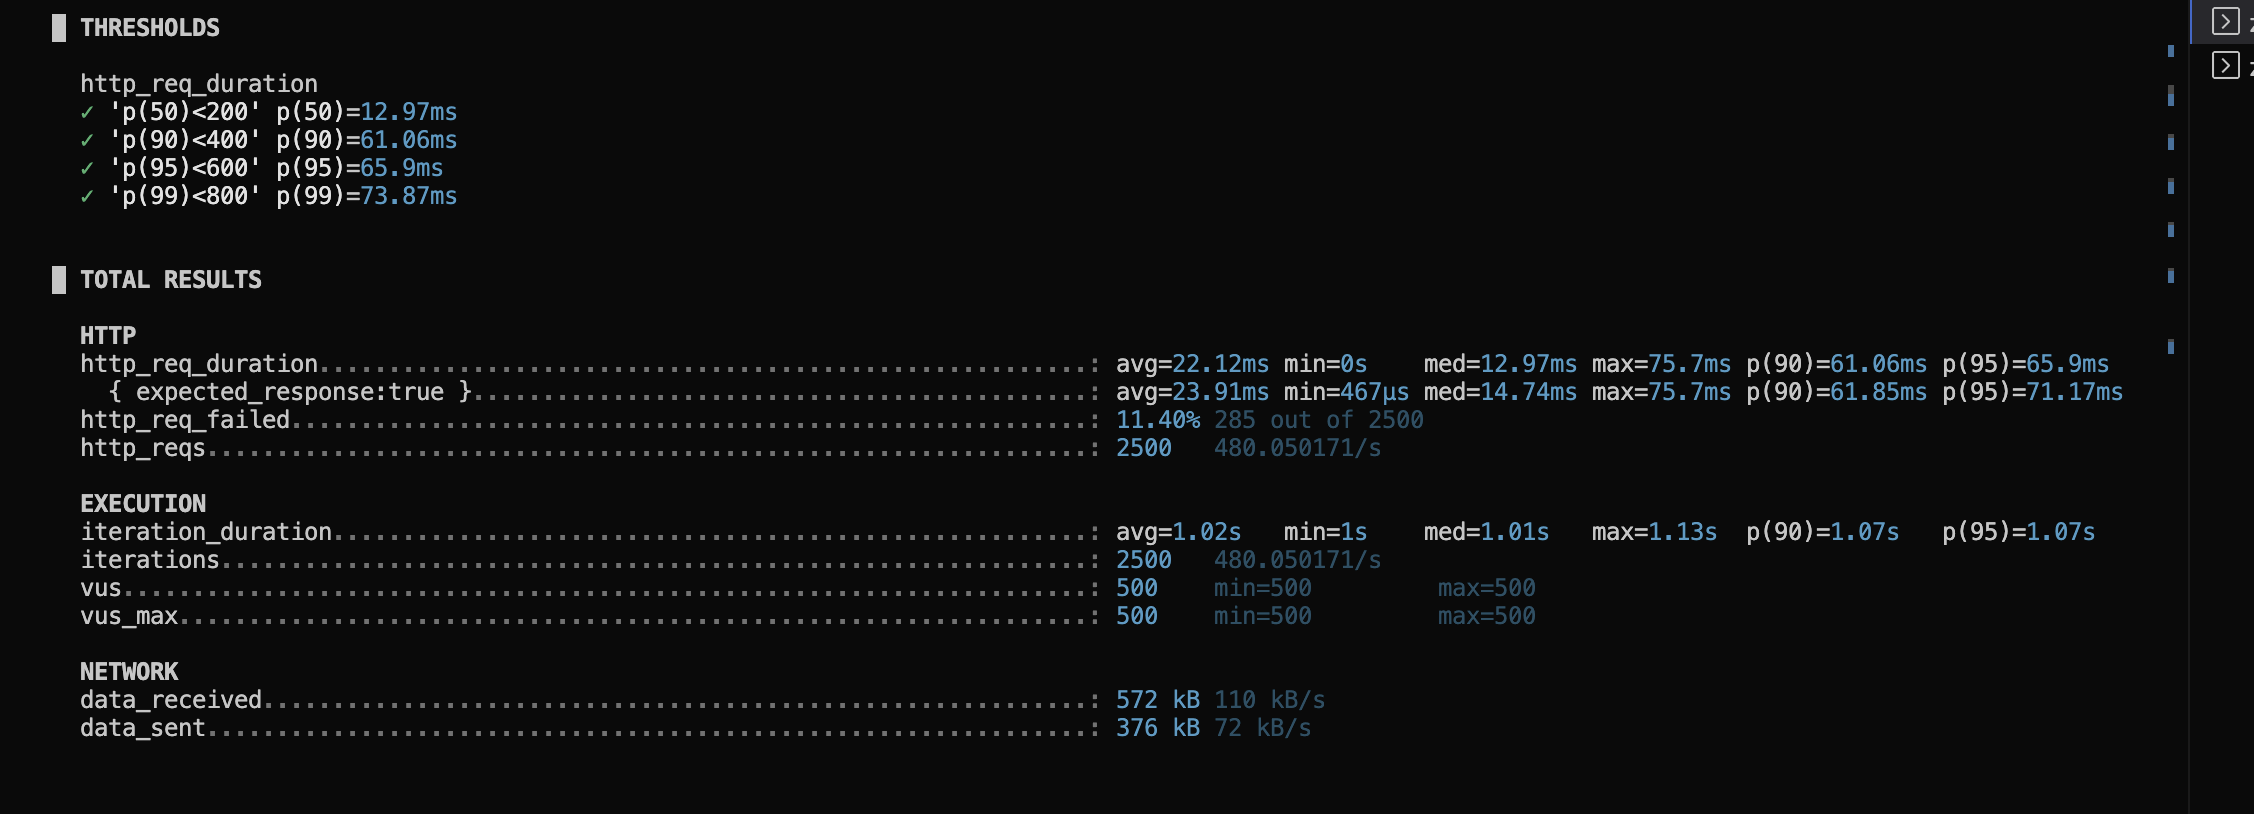 THRESHOLDS
http_req_duration
✓ 'p(50)<200' p(50)=12.97ms
✓ 'p(90)<400' p(90)=61.06ms
✓ 'p(95)<600' p(95)=65.9ms
✓ 'p(99)<800' p(99)=73.87ms
TOTAL RESULTS
HTTP
http_req_duration.......................................................: avg=22.12ms min=0s    med=12.97ms max=75.7ms p(90)=61.06ms p(95)=65.9ms
  { expected_response:true }............................................: avg=23.91ms min=467µs med=14.74ms max=75.7ms p(90)=61.85ms p(95)=71.17ms
http_req_failed.........................................................: 11.40% 285 out of 2500
http_reqs...............................................................: 2500   480.050171/s
EXECUTION
iteration_duration......................................................: avg=1.02s   min=1s     med=1.01s   max=1.13s  p(90)=1.07s   p(95)=1.07s
iterations..............................................................: 2500   480.050171/s
vus.....................................................................: 500    min=500         max=500
vus_max.................................................................: 500    min=500         max=500
NETWORK
data_received...........................................................: 572 kB 110 kB/s
data_sent...............................................................: 376 kB 72 kB/s